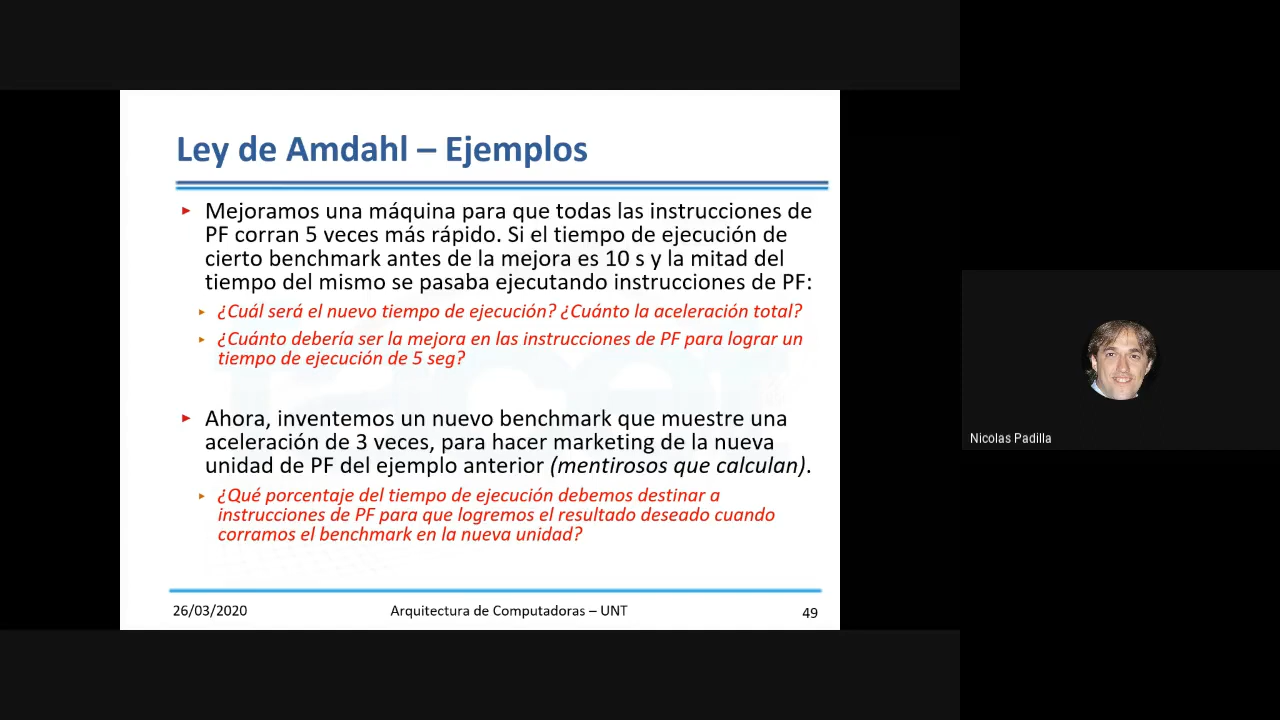 Ley de Amdahl – Ejemplos
Mejoramos una máquina para que todas las instrucciones de
PF corran 5 veces más rápido. Si el tiempo de ejecución de
cierto benchmark antes de la mejora es 10 s y la mitad del
tiempo del mismo se pasaba ejecutando instrucciones de PF:
¿Cuál será el nuevo tiempo de ejecución? ¿Cuánto la aceleración total?
¿Cuánto debería ser la mejora en las instrucciones de PF para lograr un
tiempo de ejecución de 5 seg?
Ahora, inventemos un nuevo benchmark que muestre una
aceleración de 3 veces, para hacer marketing de la nueva
unidad de PF del ejemplo anterior (mentirosos que calculan).
¿Qué porcentaje del tiempo de ejecución debemos destinar a
instrucciones de PF para que logremos el resultado deseado cuando
corramos el benchmark en la nueva unidad?
26/03/2020
Arquitectura de Computadoras – UNT
49
Nicolas Padilla